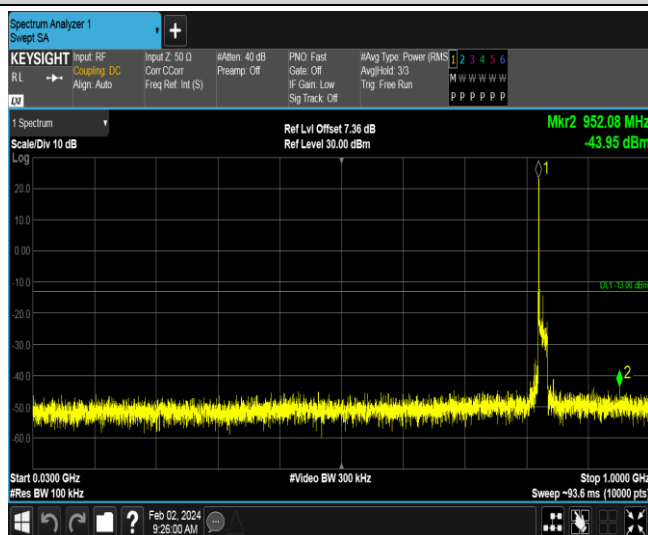 Spectrum Analyzer 1
Swept SA
+
KEYSIGHT
RL
LXI
Input: RF
Coupling: DC
Align: Auto
Input Z: 50 Ω
Corr CCorr
Freq Ref: Int (S)
#Atten: 40 dB
Preamp: Off
PNO: Fast
Gate: Off
IF Gain: Low
Sig Track: Off
#Avg Type: Power (RMS
Avg|Hold: 3/3
Trig: Free Run
1 2 3 4 5 6
M W W W W W
P P P P P P
1 Spectrum
Scale/Div 10 dB
Ref Lvl Offset 7.36 dB
Ref Level 30.00 dBm
Mkr2 952.08 MHz
-43.95 dBm
Log
1
20.0
10.0
0.00
-10.0
DL1 -13.00 dBm
-20.0
-30.0
2
-40.0
-50.0
-60.0
Start 0.0300 GHz
#Video BW 300 kHz
Stop 1.0000 GHz
#Res BW 100 kHz
Sweep ~93.6 ms (10000 pts)
?
Feb 02, 2024
9:26:00 AM